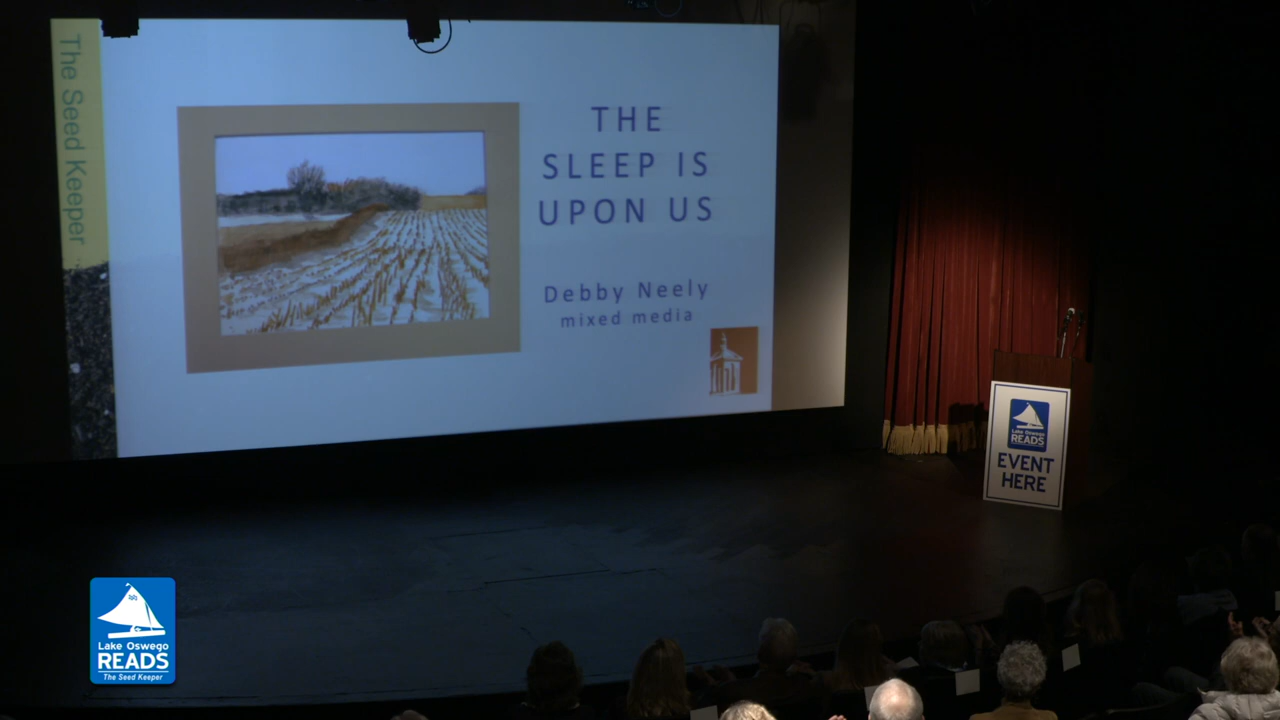 The Seed Keeper
THE
SLEEP IS
UPON US
Debby Neely
mixed media
Lake Oswego
READS
EVENT
HERE
Lake Oswego
READS
The Seed Keeper